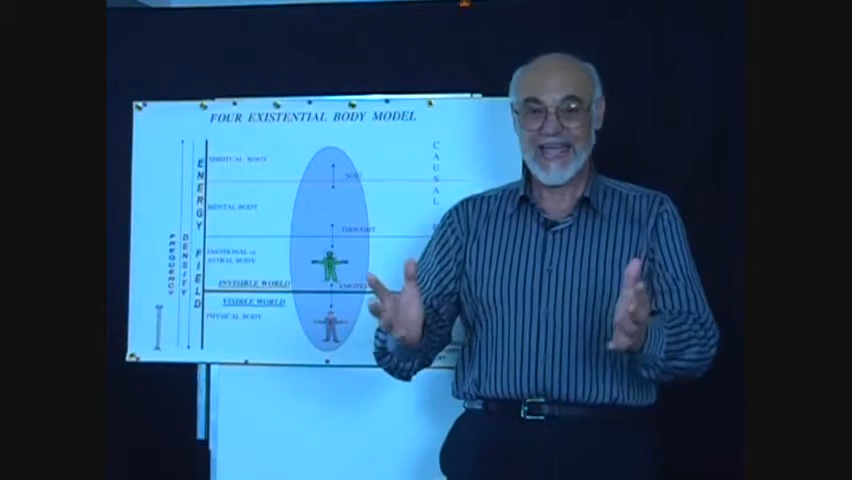 FOUR EXISTENTIAL BODY MODEL
SPIRITUAL BODY
SOUL
MENTAL BODY
THOUGHT
EMOTIONAL or
ASTRAL BODY
INVISIBLE WORLD
VISIBLE WORLD
PHYSICAL BODY
ENERGY FIELD
DENSITY
FREQUENCY
CAUSAL